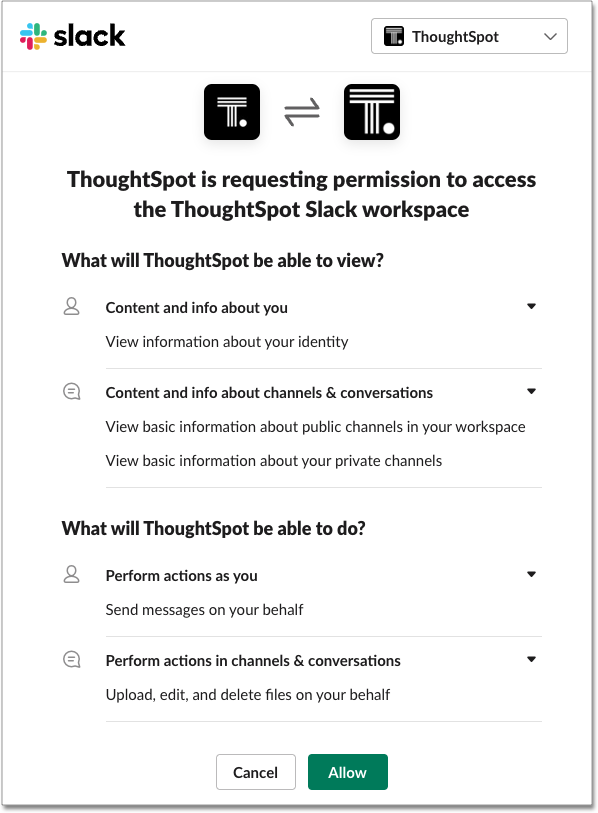 slack
ThoughtSpot
ThoughtSpot is requesting permission to access
the ThoughtSpot Slack workspace
What will ThoughtSpot be able to view?
Content and info about you
View information about your identity
Content and info about channels & conversations
View basic information about public channels in your workspace
View basic information about your private channels
What will ThoughtSpot be able to do?
Perform actions as you
Send messages on your behalf
Perform actions in channels & conversations
Upload, edit, and delete files on your behalf
Cancel
Allow